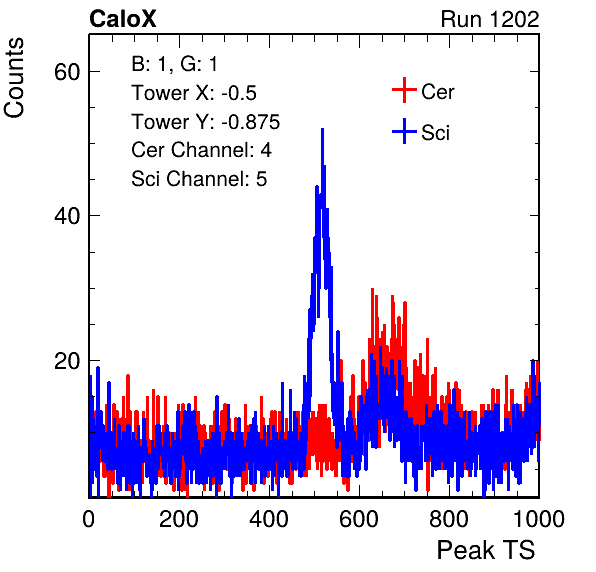 CaloX Run 1202
Counts
B: 1, G: 1
Tower X: -0.5
Tower Y: -0.875
Cer Channel: 4
Sci Channel: 5
Cer
Sci
60
40
20
0 200 400 600 800 1000
Peak TS